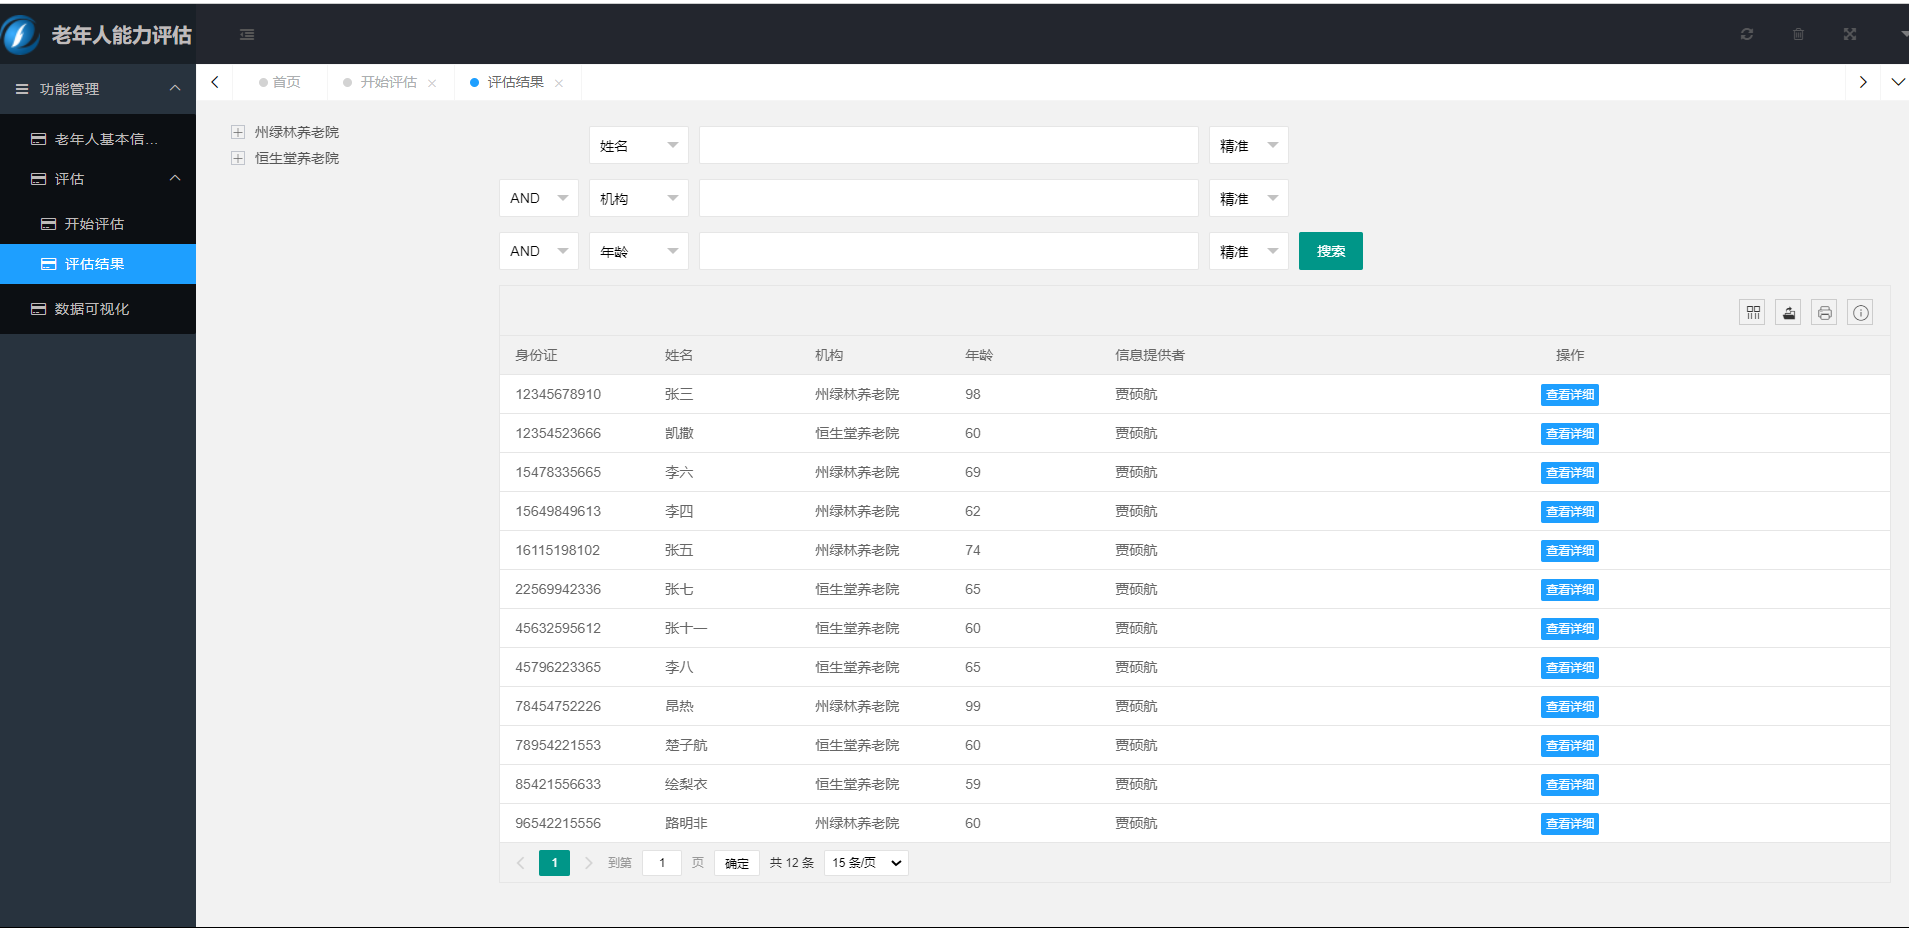 老年人能力评估
功能管理
老年人基本信...
评估
开始评估
评估结果
数据可视化
首页 开始评估 评估结果
州绿林养老院
恒生堂养老院
姓名 精准
AND 机构 精准
AND 年龄 精准 搜索
身份证 姓名 机构 年龄 信息提供者 操作
12345678910 张三 州绿林养老院 98 贾硕航 查看详细
12354523666 凯撒 恒生堂养老院 60 贾硕航 查看详细
15478335665 李六 州绿林养老院 69 贾硕航 查看详细
15649849613 李四 州绿林养老院 62 贾硕航 查看详细
16115198102 张五 州绿林养老院 74 贾硕航 查看详细
22569942336 张七 恒生堂养老院 65 贾硕航 查看详细
45632595612 张十一 恒生堂养老院 60 贾硕航 查看详细
45796223365 李八 恒生堂养老院 65 贾硕航 查看详细
78454752226 昂热 州绿林养老院 99 贾硕航 查看详细
78954221553 楚子航 恒生堂养老院 60 贾硕航 查看详细
85421556633 绘梨衣 恒生堂养老院 59 贾硕航 查看详细
96542215556 路明非 州绿林养老院 60 贾硕航 查看详细
1 到第 1 页 确定 共 12 条 15 条/页